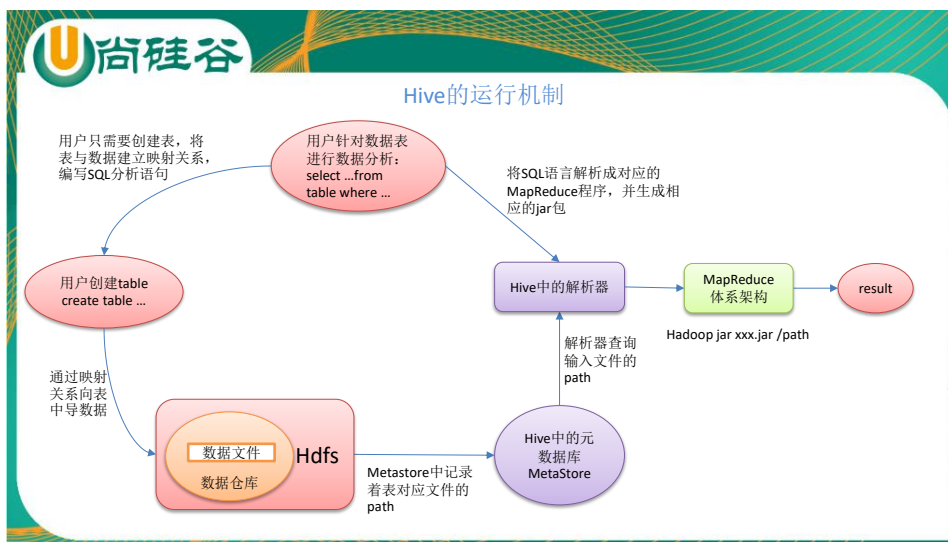 尚硅谷
Hive的运行机制
用户只需要创建表，将
表与数据建立映射关系，
编写SQL分析语句
用户针对数据表
进行数据分析：
select …from
table where …
将SQL语言解析成对应的
MapReduce程序，并生成相
应的jar包
用户创建table
create table …
Hive中的解析器
MapReduce
体系架构
result
Hadoop jar xxx.jar /path
解析器查询
输入文件的
path
通过映射
关系向表
中导数据
数据文件
数据仓库
Hdfs
Metastore中记录
着表对应文件的
path
Hive中的元
数据库
MetaStore